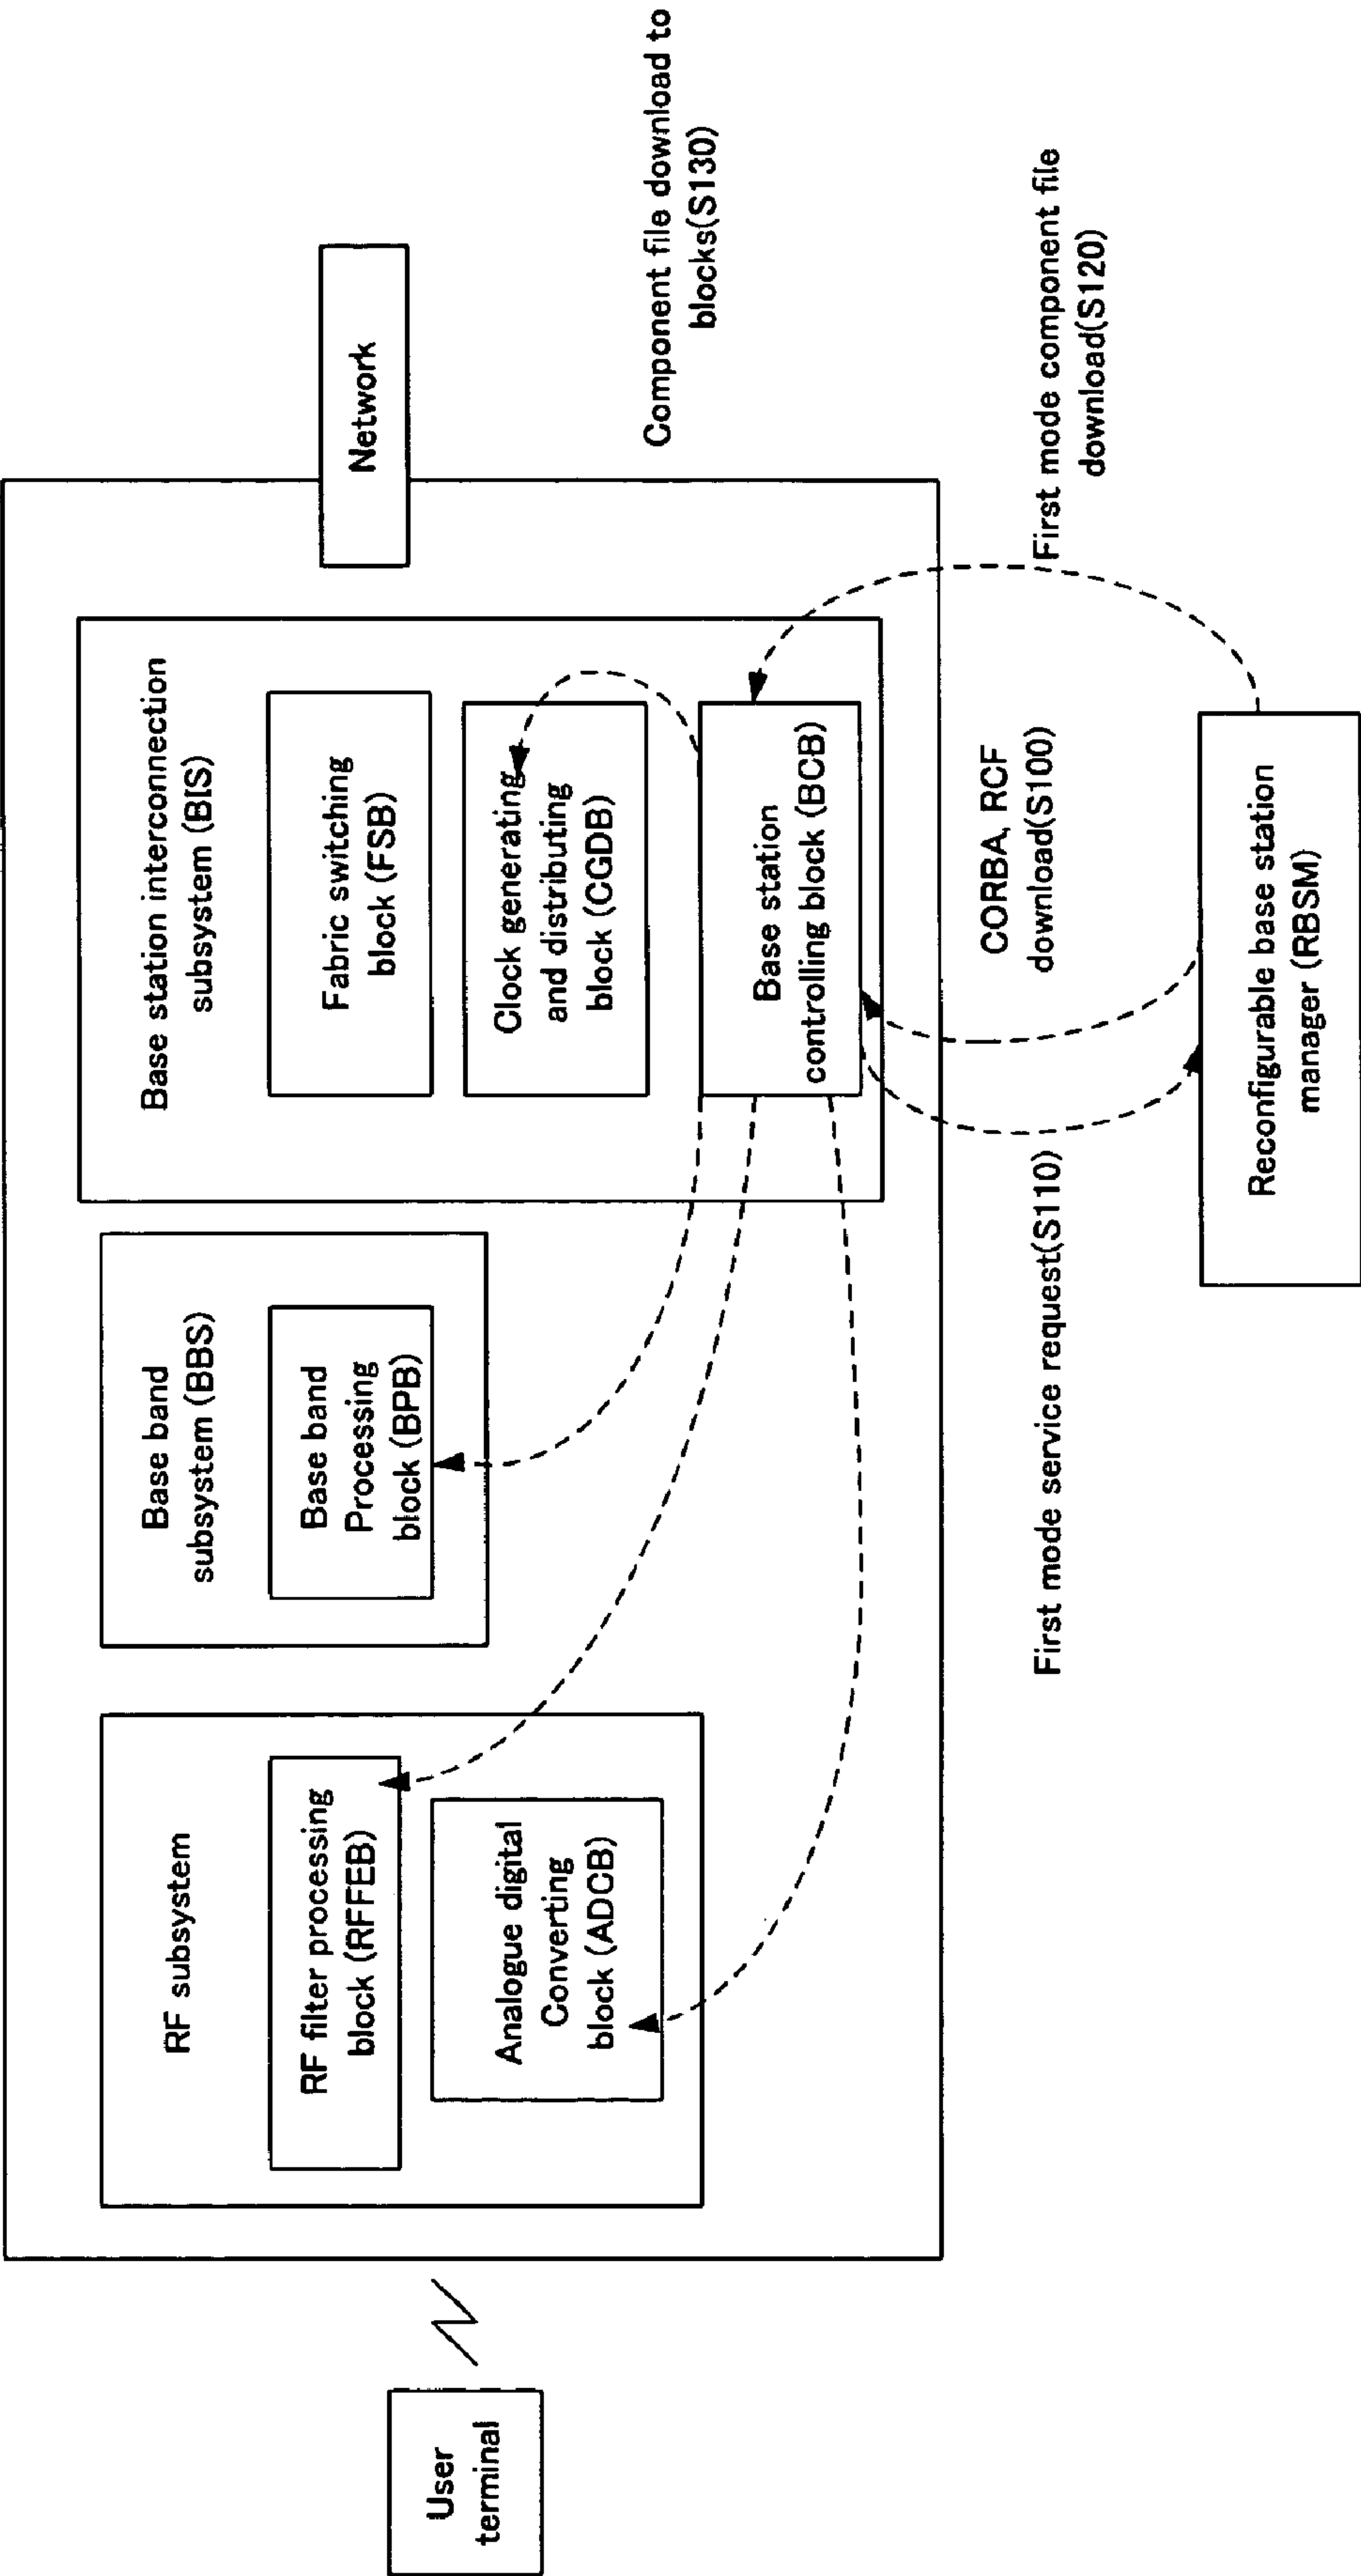 User
terminal
RF subsystem
RF filter processing
block (RFFEB)
Analogue digital
Converting
block (ADCB)
Base band
subsystem (BBS)
Base band
Processing
block (BPB)
Base station interconnection
subsystem (BIS)
Fabric switching
block (FSB)
Clock generating
and distributing
block (CGDB)
Base station
controlling block (BCB)
Network
Component file download to
blocks(S130)
First mode service request(S110)
CORBA, RCF
download(S100)
First mode component file
download(S120)
Reconfigurable base station
manager (RBSM)